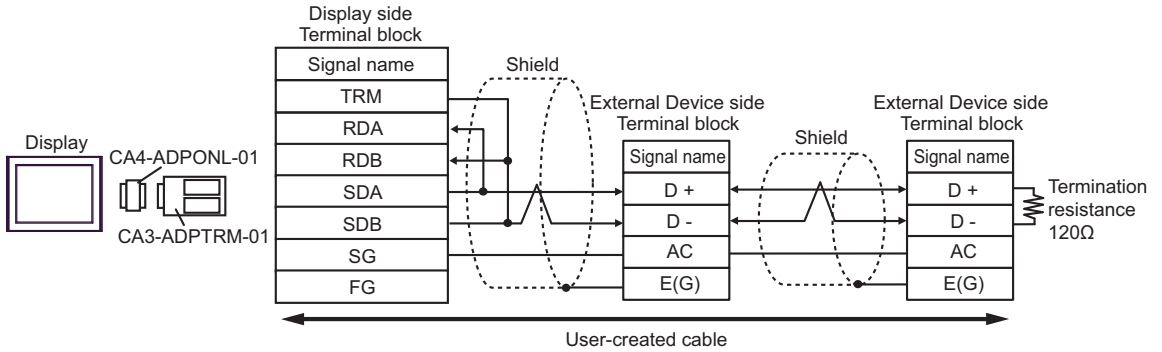 Display side
Terminal block
Signal name
TRM
RDA
RDB
SDA
SDB
SG
FG
Shield
External Device side
Terminal block
Signal name
D +
D -
AC
E(G)
Shield
External Device side
Terminal block
Signal name
D +
D -
AC
E(G)
Termination
resistance
120Ω
Display
CA4-ADPONL-01
CA3-ADPTRM-01
User-created cable